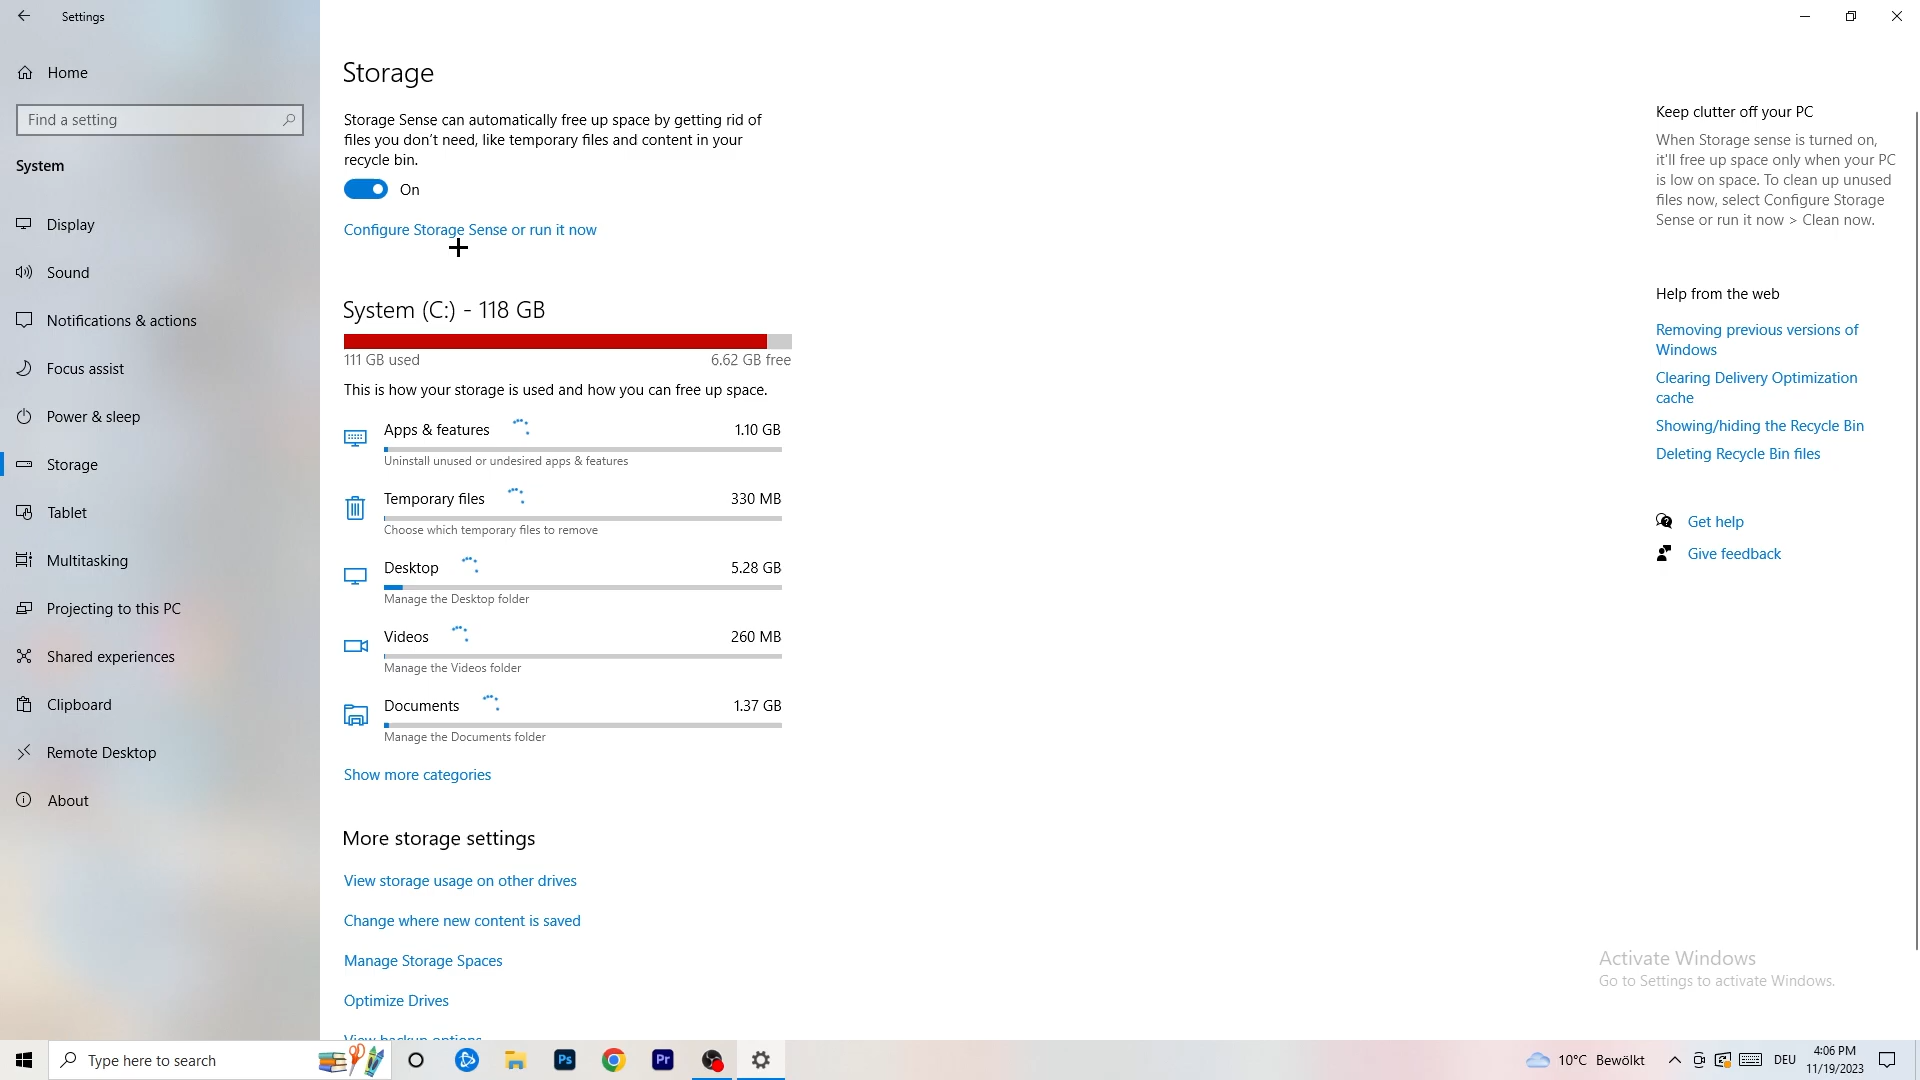 Settings
Home
Find a setting
System
Display
Sound
Notifications & actions
Focus assist
Power & sleep
Storage
Tablet
Multitasking
Projecting to this PC
Shared experiences
Clipboard
Remote Desktop
About
Storage
Storage Sense can automatically free up space by getting rid of
files you don't need, like temporary files and content in your
recycle bin.
On
Configure Storage Sense or run it now
System (C:) - 118 GB
111 GB used 6.62 GB free
This is how your storage is used and how you can free up space.
Apps & features 1.10 GB
Uninstall unused or undesired apps & features
Temporary files 330 MB
Choose which temporary files to remove
Desktop 5.28 GB
Manage the Desktop folder
Videos 260 MB
Manage the Videos folder
Documents 1.37 GB
Manage the Documents folder
Show more categories
More storage settings
View storage usage on other drives
Change where new content is saved
Manage Storage Spaces
Optimize Drives
View backup options
Keep clutter off your PC
When Storage sense is turned on,
it'll free up space only when your PC
is low on space. To clean up unused
files now, select Configure Storage
Sense or run it now > Clean now.
Help from the web
Removing previous versions of
Windows
Clearing Delivery Optimization
cache
Showing/hiding the Recycle Bin
Deleting Recycle Bin files
Get help
Give feedback
Activate Windows
Go to Settings to activate Windows.
Type here to search
Ps
Pr
10°C Bewölkt
DEU
4:06 PM
11/19/2023